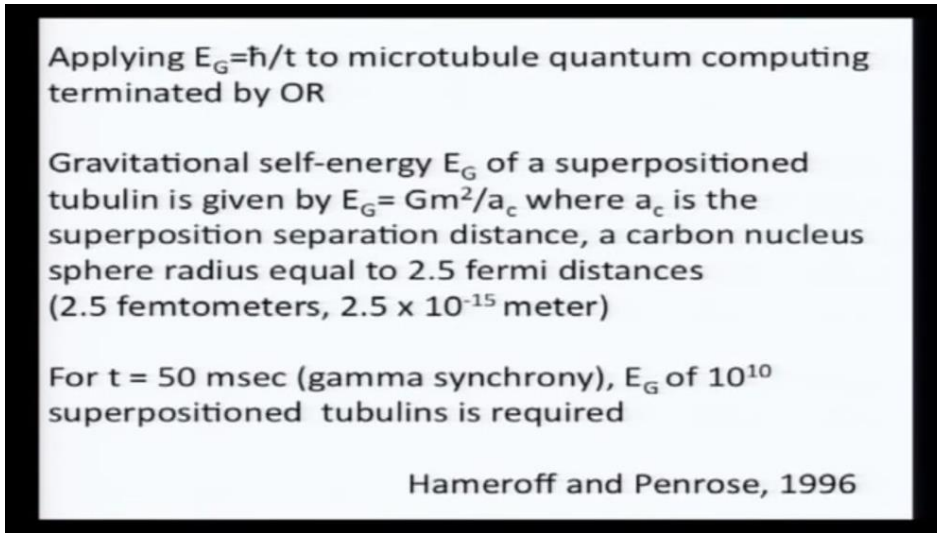 Applying E_G=ħ/t to microtubule quantum computing
terminated by OR
Gravitational self-energy E_G of a superpositioned
tubulin is given by E_G= Gm²/a_c where a_c is the
superposition separation distance, a carbon nucleus
sphere radius equal to 2.5 fermi distances
(2.5 femtometers, 2.5 x 10⁻¹⁵ meter)
For t = 50 msec (gamma synchrony), E_G of 10¹⁰
superpositioned tubulins is required
Hameroff and Penrose, 1996